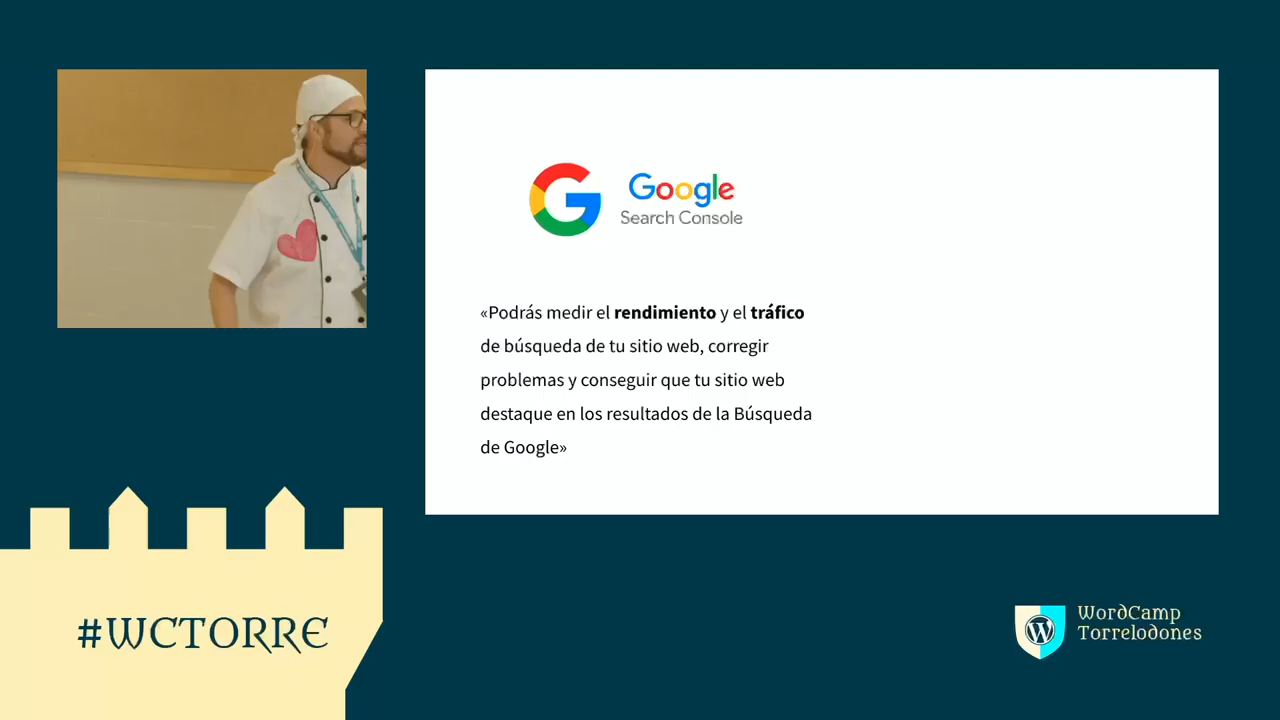 Google
Search Console
«Podrás medir el rendimiento y el tráfico
de búsqueda de tu sitio web, corregir
problemas y conseguir que tu sitio web
destaque en los resultados de la Búsqueda
de Google»
#WCTORRE
WordCamp
Torrelodones